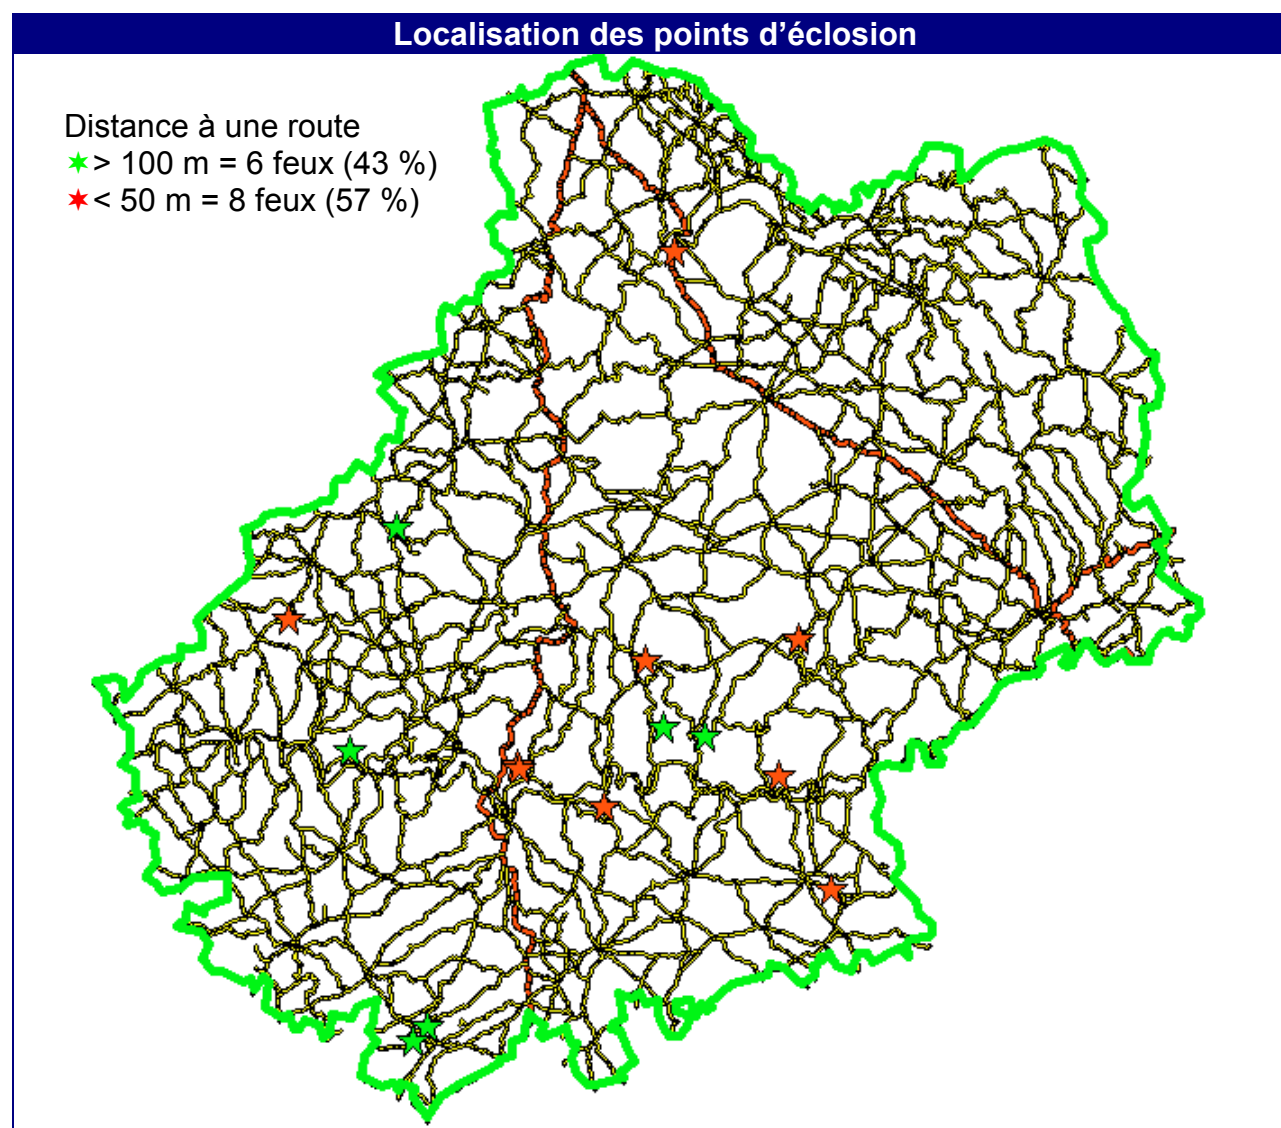 Localisation des points d’éclosion
Distance à une route
> 100 m = 6 feux (43 %)
< 50 m = 8 feux (57 %)